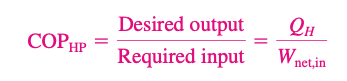 COP_HP = Desired output / Required input = Q_H / W_net,in